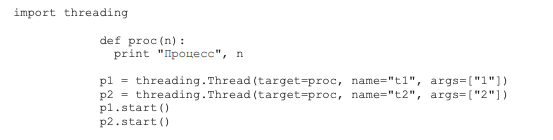 import threading
def proc(n):
print "Процесс", n
p1 = threading.Thread(target=proc, name="t1", args=["1"])
p2 = threading.Thread(target=proc, name="t2", args=["2"])
p1.start()
p2.start()